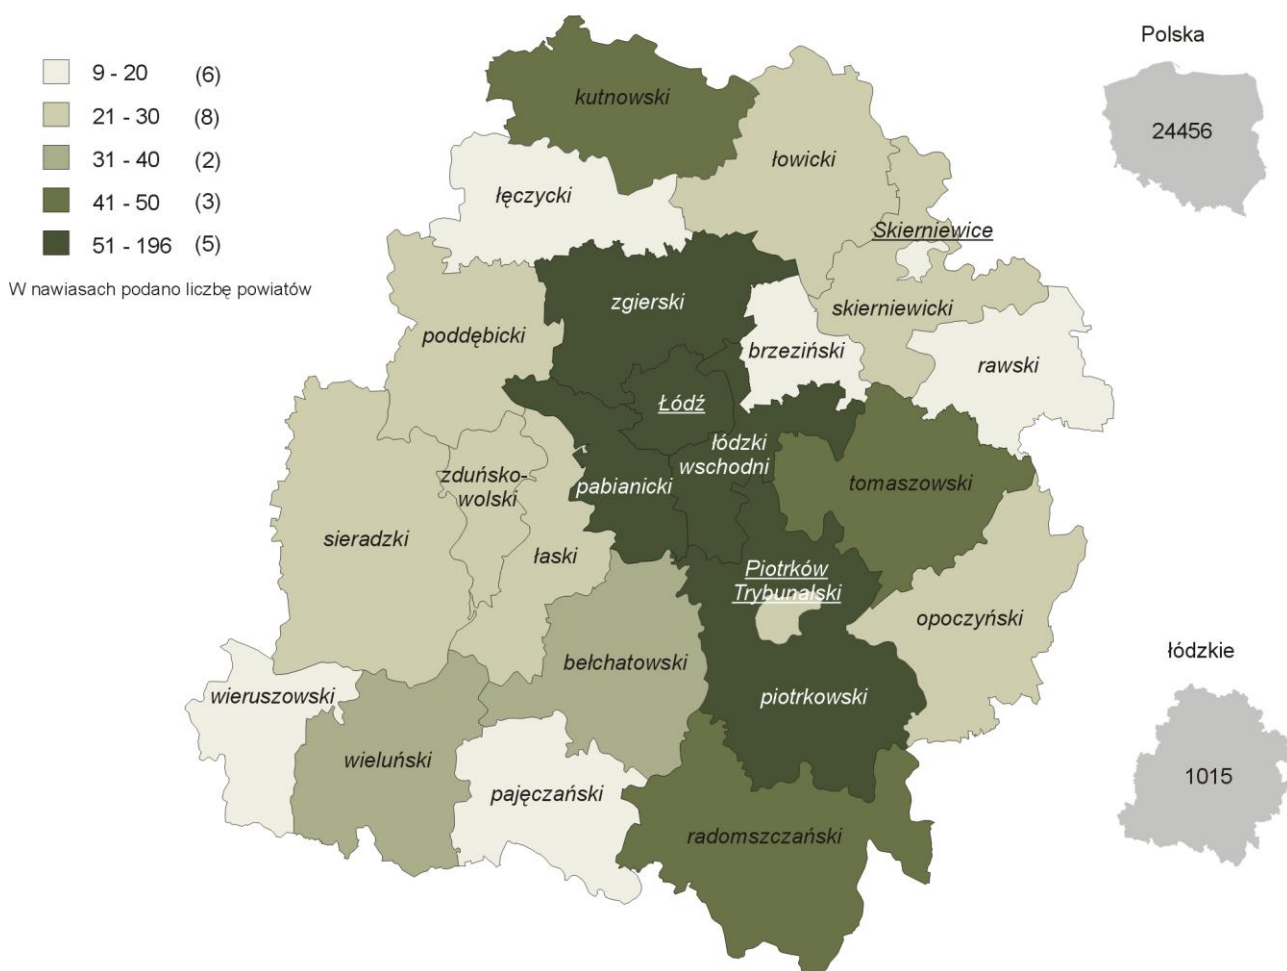 9 - 20 (6)
21 - 30 (8)
31 - 40 (2)
41 - 50 (3)
51 - 196 (5)
W nawiasach podano liczbę powiatów
Polska
24456
kutnowski
łowicki
łęczycki
Skierniewice
zgierski
skierniewicki
poddębicki
brzeziński
rawski
Łódź
łódzki
wschodni
zduńsko-
wolski
pabianicki
tomaszowski
sieradzki
łaski
Piotrków
Trybunalski
opoczyński
bełchatowski
piotrkowski
wieruszowski
wieluński
pajęczański
radomszczański
łódzkie
1015